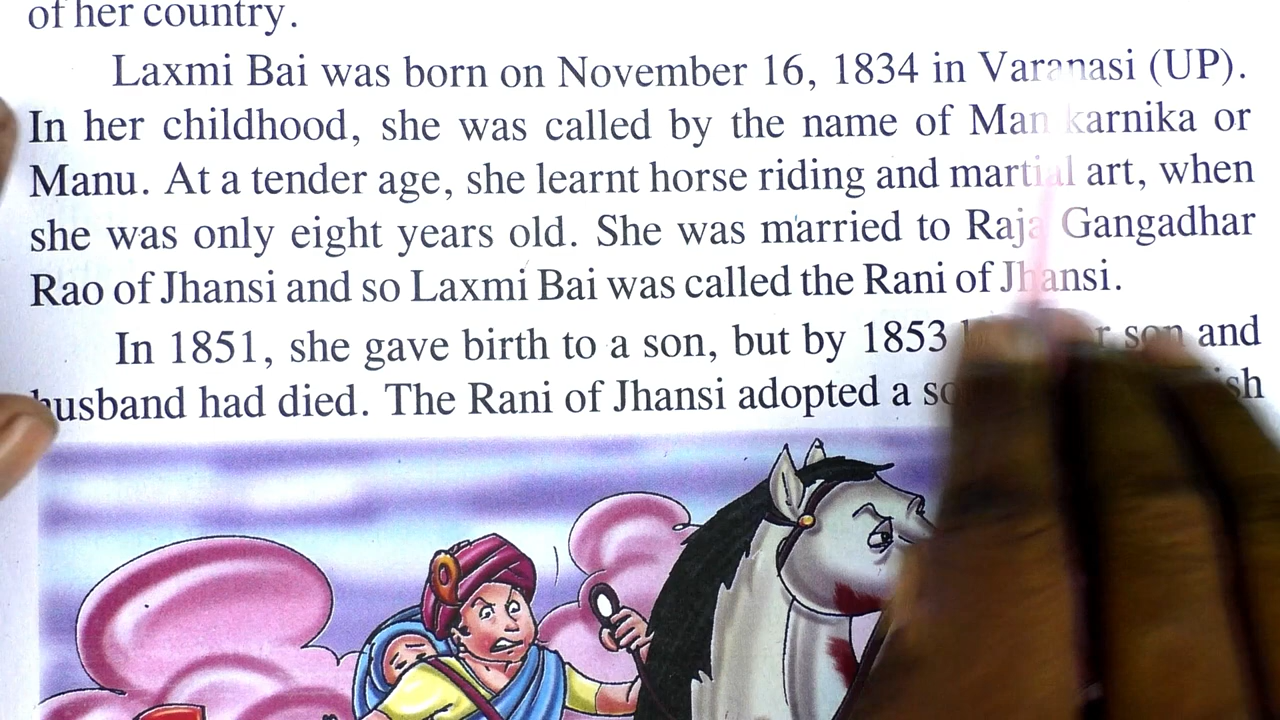 of her country.
Laxmi Bai was born on November 16, 1834 in Varanasi (UP).
In her childhood, she was called by the name of Man karnika or
Manu. At a tender age, she learnt horse riding and martial art, when
she was only eight years old. She was married to Raja Gangadhar
Rao of Jhansi and so Laxmi Bai was called the Rani of Jhansi.
In 1851, she gave birth to a son, but by 1853 son and
husband had died. The Rani of Jhansi adopted a